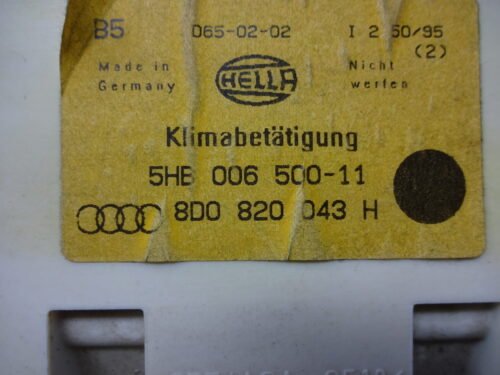 B5 D65-02-02 I 2 50/95
(2)
Made in Germany
HELLA
Nicht werfen
Klimabetätigung
5HB 006 500-11
8D0 820 043 H